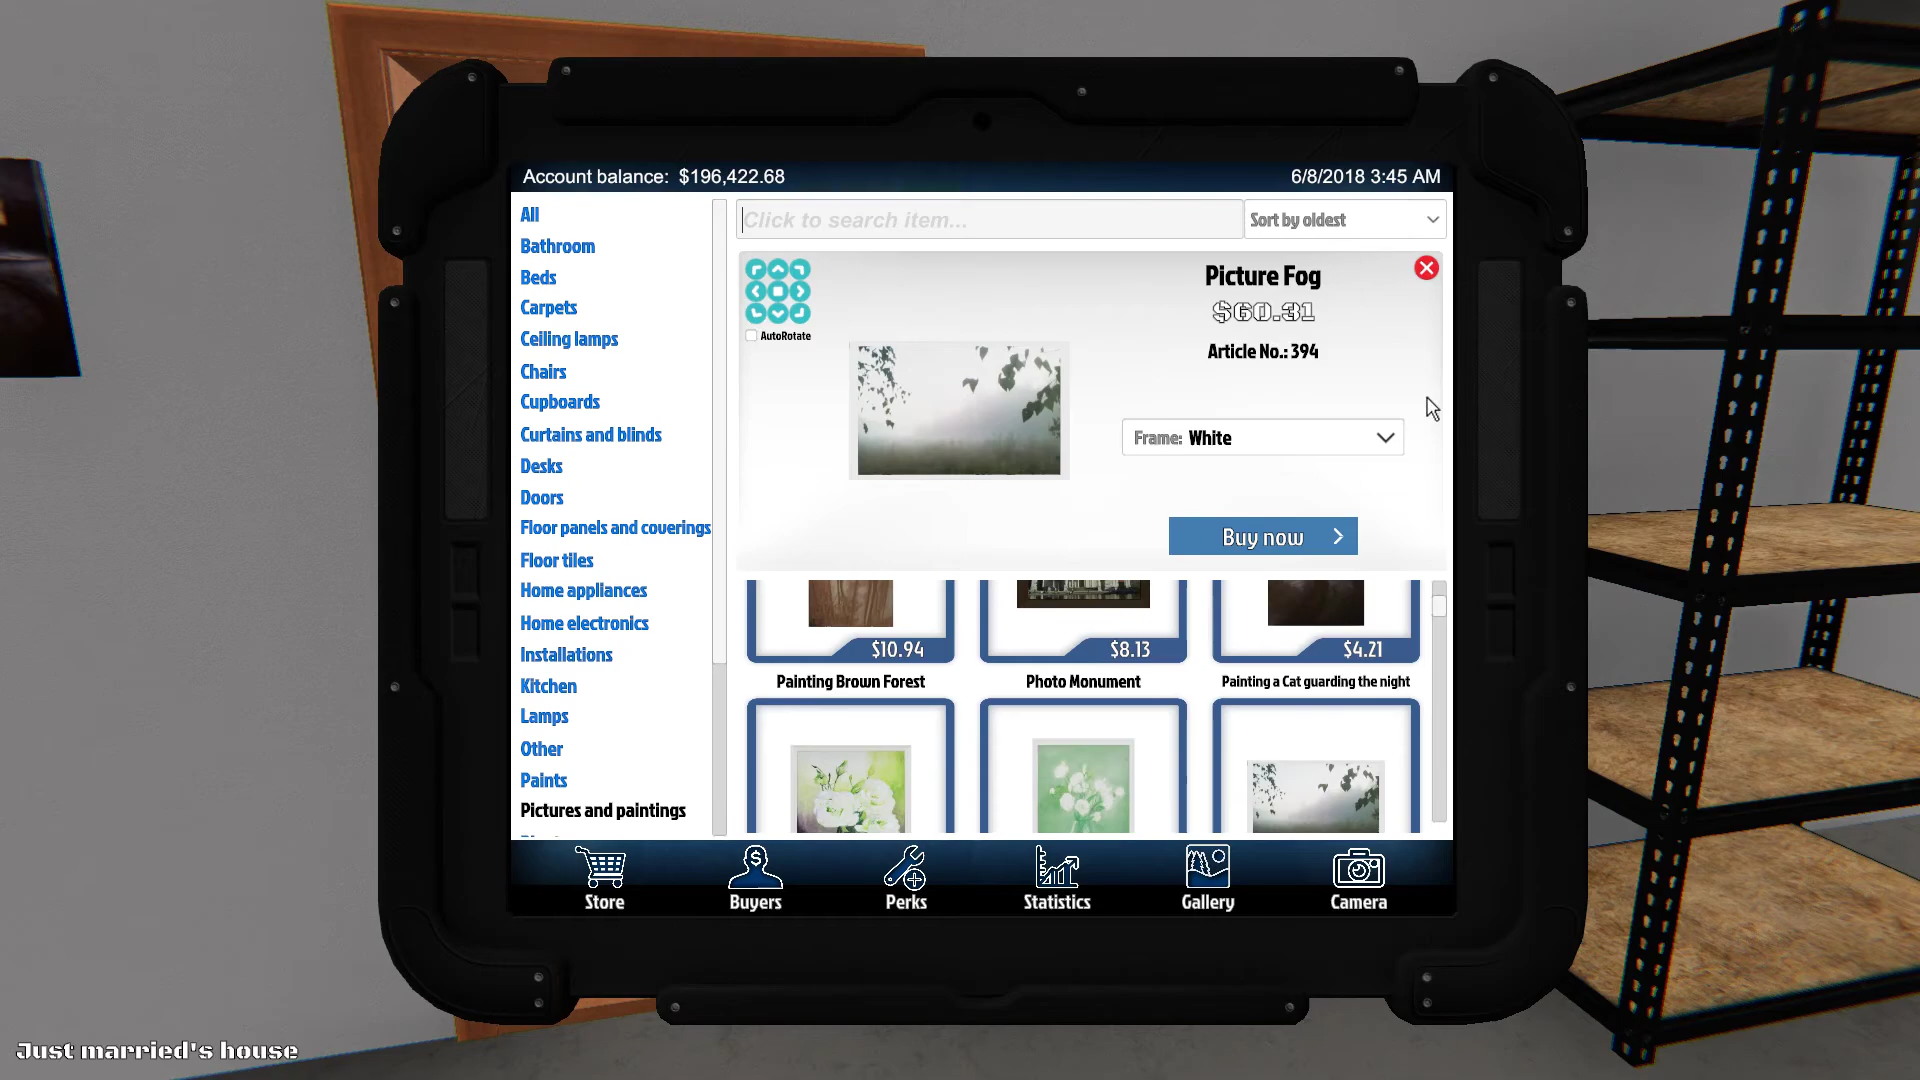 Account balance: $196,422.68
6/8/2018 3:45 AM
All
Bathroom
Beds
Carpets
Ceiling lamps
Chairs
Cupboards
Curtains and blinds
Desks
Doors
Floor panels and coverings
Floor tiles
Home appliances
Home electronics
Installations
Kitchen
Lamps
Other
Paints
Pictures and paintings
Click to search item...
Sort by oldest
AutoRotate
Picture Fog
$60.31
Article No.: 394
Frame: White
Buy now
$10.94
$8.13
$4.21
Painting Brown Forest
Photo Monument
Painting a Cat guarding the night
Store
Buyers
Perks
Statistics
Gallery
Camera
Just married's house